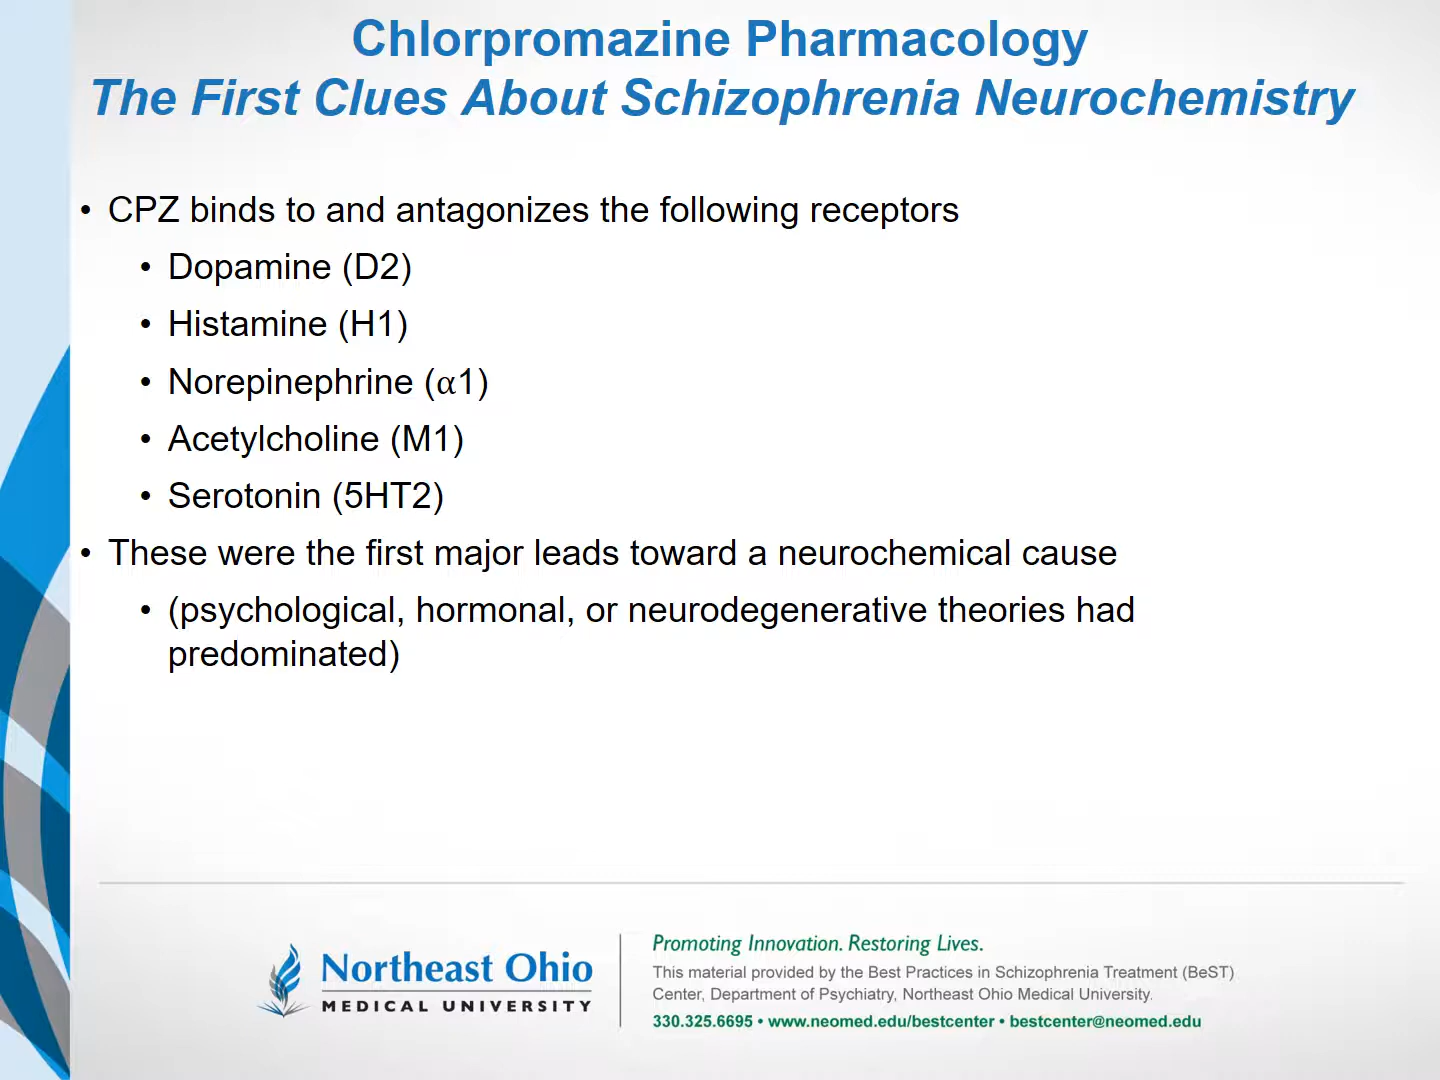 Chlorpromazine Pharmacology
The First Clues About Schizophrenia Neurochemistry
• CPZ binds to and antagonizes the following receptors
• Dopamine (D2)
• Histamine (H1)
• Norepinephrine (α1)
• Acetylcholine (M1)
• Serotonin (5HT2)
• These were the first major leads toward a neurochemical cause
• (psychological, hormonal, or neurodegenerative theories had
predominated)
Northeast Ohio
MEDICAL UNIVERSITY
Promoting Innovation. Restoring Lives.
This material provided by the Best Practices in Schizophrenia Treatment (BeST)
Center, Department of Psychiatry, Northeast Ohio Medical University.
330.325.6695 • www.neomed.edu/bestcenter • bestcenter@neomed.edu